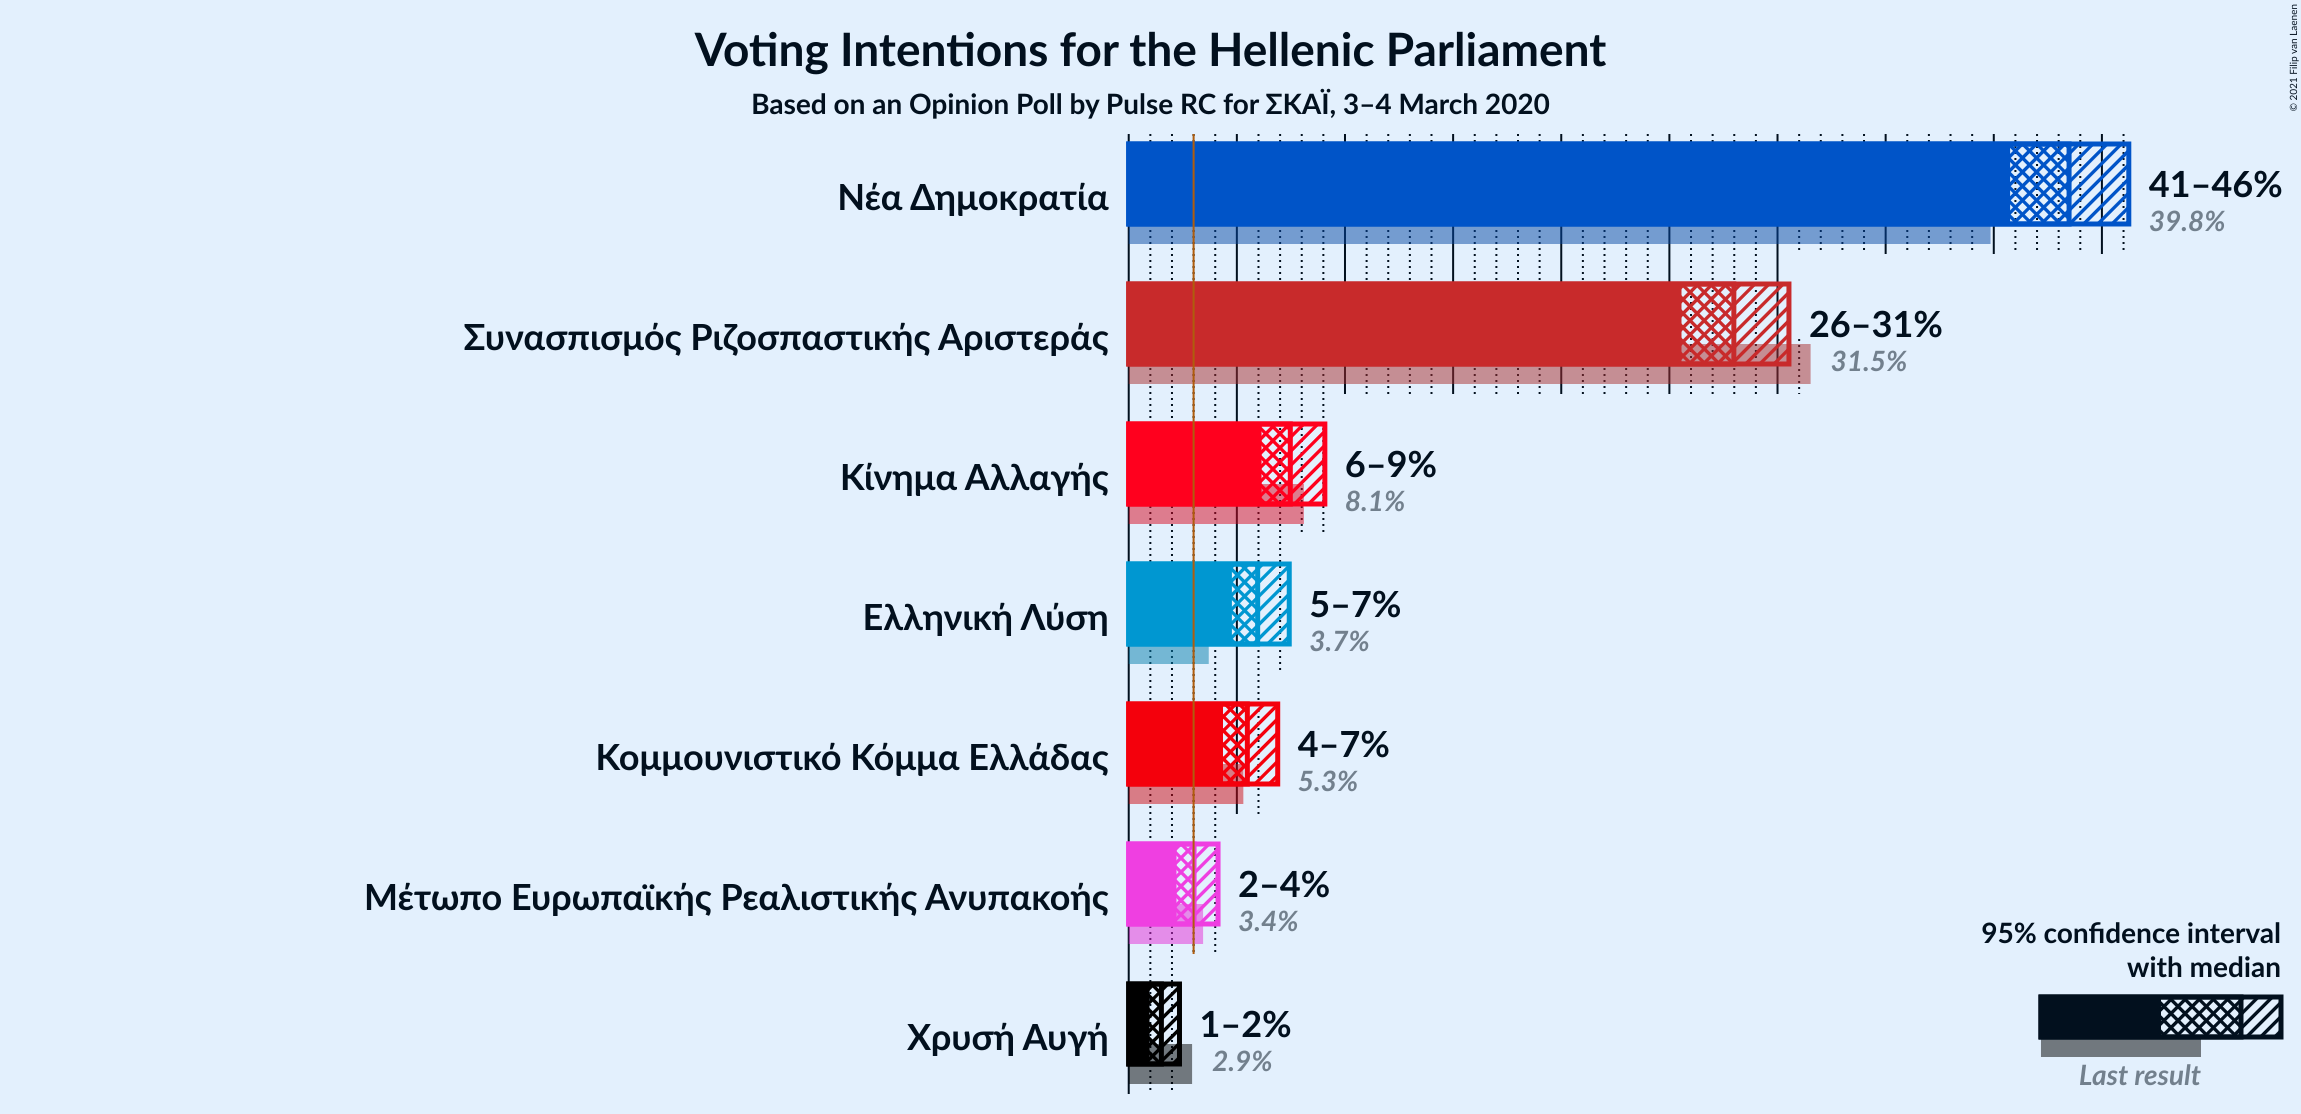 Voting Intentions for the Hellenic Parliament
Based on an Opinion Poll by Pulse RC for ΣΚΑΪ, 3–4 March 2020
© 2021 Filip van Laenen
Νέα Δημοκρατία
41–46%
39.8%
Συνασπισμός Ριζοσπαστικής Αριστεράς
26–31%
31.5%
Κίνημα Αλλαγής
6–9%
8.1%
Ελληνική Λύση
5–7%
3.7%
Κομμουνιστικό Κόμμα Ελλάδας
4–7%
5.3%
Μέτωπο Ευρωπαϊκής Ρεαλιστικής Ανυπακοής
2–4%
3.4%
Χρυσή Αυγή
1–2%
2.9%
95% confidence interval
with median
Last result